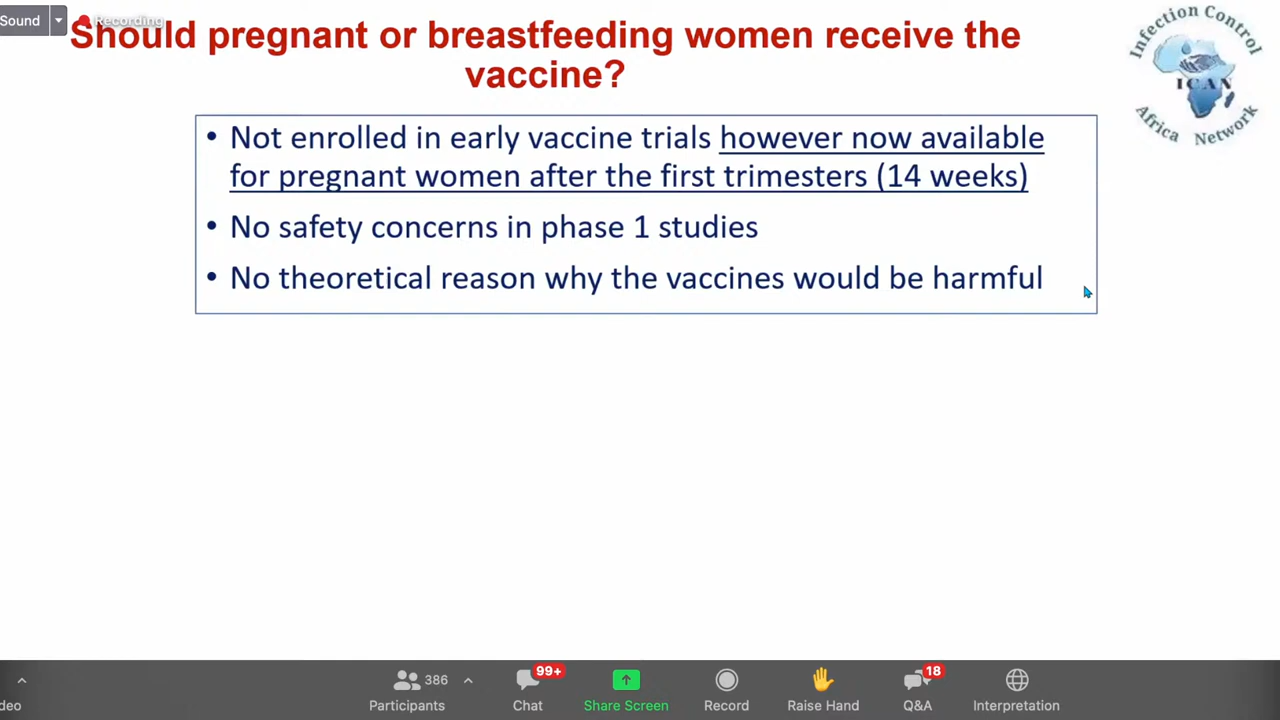 Sound
Recording
Should pregnant or breastfeeding women receive the
vaccine?
Infection Control
ICAN
Africa Network
• Not enrolled in early vaccine trials however now available
for pregnant women after the first trimesters (14 weeks)
• No safety concerns in phase 1 studies
• No theoretical reason why the vaccines would be harmful
386
99+
18
deo
Participants
Chat
Share Screen
Record
Raise Hand
Q&A
Interpretation